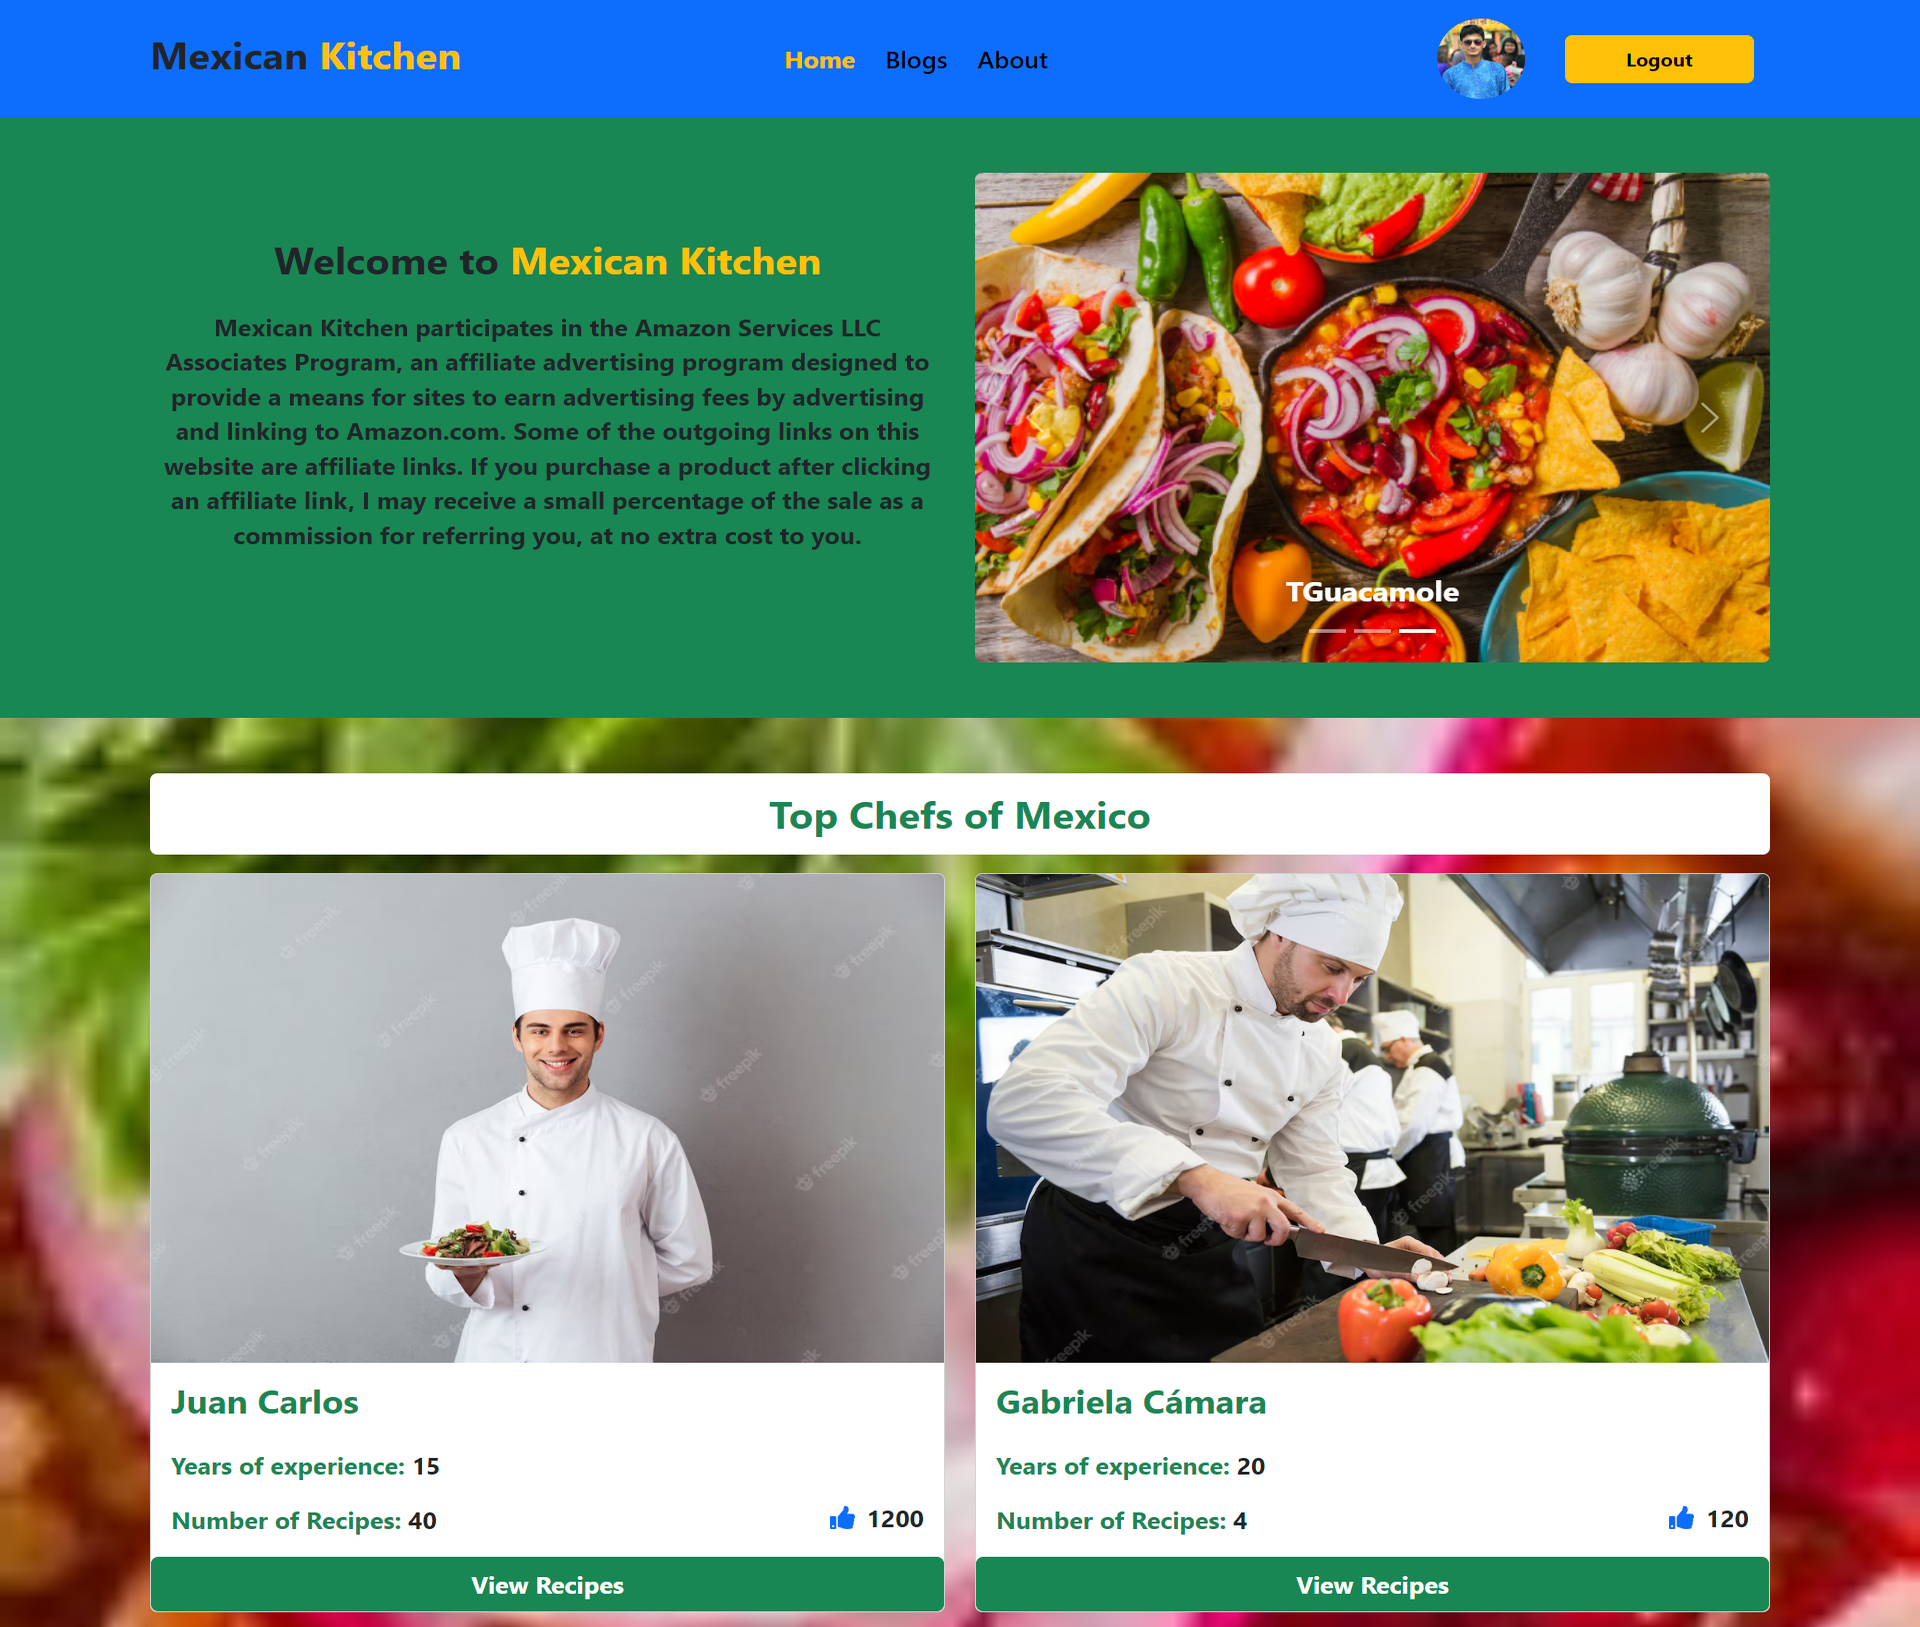 Mexican Kitchen
Home Blogs About
Logout
Welcome to Mexican Kitchen
Mexican Kitchen participates in the Amazon Services LLC
Associates Program, an affiliate advertising program designed to
provide a means for sites to earn advertising fees by advertising
and linking to Amazon.com. Some of the outgoing links on this
website are affiliate links. If you purchase a product after clicking
an affiliate link, I may receive a small percentage of the sale as a
commission for referring you, at no extra cost to you.
TGuacamole
Top Chefs of Mexico
freepik
Juan Carlos
Years of experience: 15
Number of Recipes: 40
1200
View Recipes
freepik
Gabriela Cámara
Years of experience: 20
Number of Recipes: 4
120
View Recipes